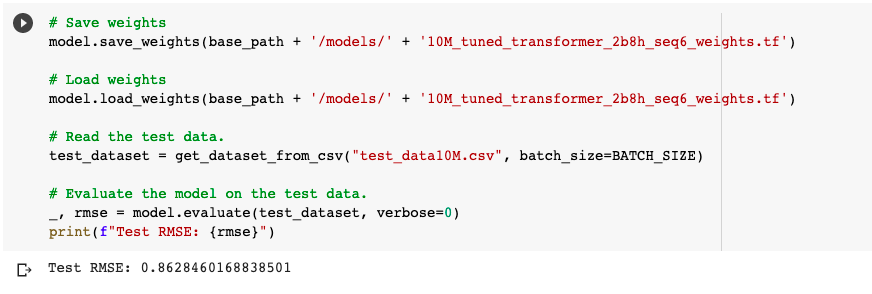 # Save weights
model.save_weights(base_path + '/models/' + '10M_tuned_transformer_2b8h_seq6_weights.tf')
# Load weights
model.load_weights(base_path + '/models/' + '10M_tuned_transformer_2b8h_seq6_weights.tf')
# Read the test data.
test_dataset = get_dataset_from_csv("test_data10M.csv", batch_size=BATCH_SIZE)
# Evaluate the model on the test data.
_, rmse = model.evaluate(test_dataset, verbose=0)
print(f"Test RMSE: {rmse}")
Test RMSE: 0.8628460168838501